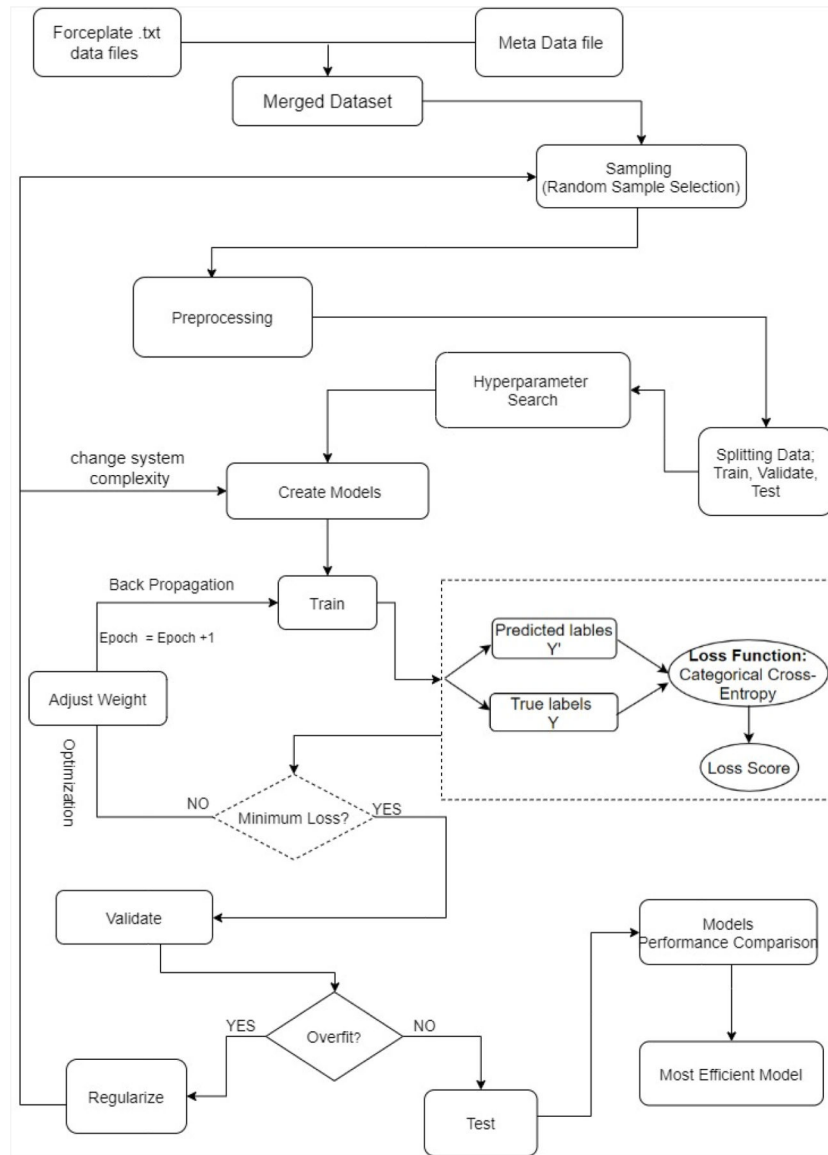 Forceplate .txt
data files
Meta Data file
Merged Dataset
Sampling
(Random Sample Selection)
Preprocessing
Hyperparameter
Search
Splitting Data;
Train, Validate,
Test
change system
complexity
Create Models
Back Propagation
Train
Epoch = Epoch +1
Predicted lables
Y'
Loss Function:
Categorical Cross-
Entropy
True labels
Y
Adjust Weight
Optimization
Loss Score
NO
Minimum Loss?
YES
Validate
Models
Performance Comparison
YES
Overfit?
NO
Most Efficient Model
Regularize
Test